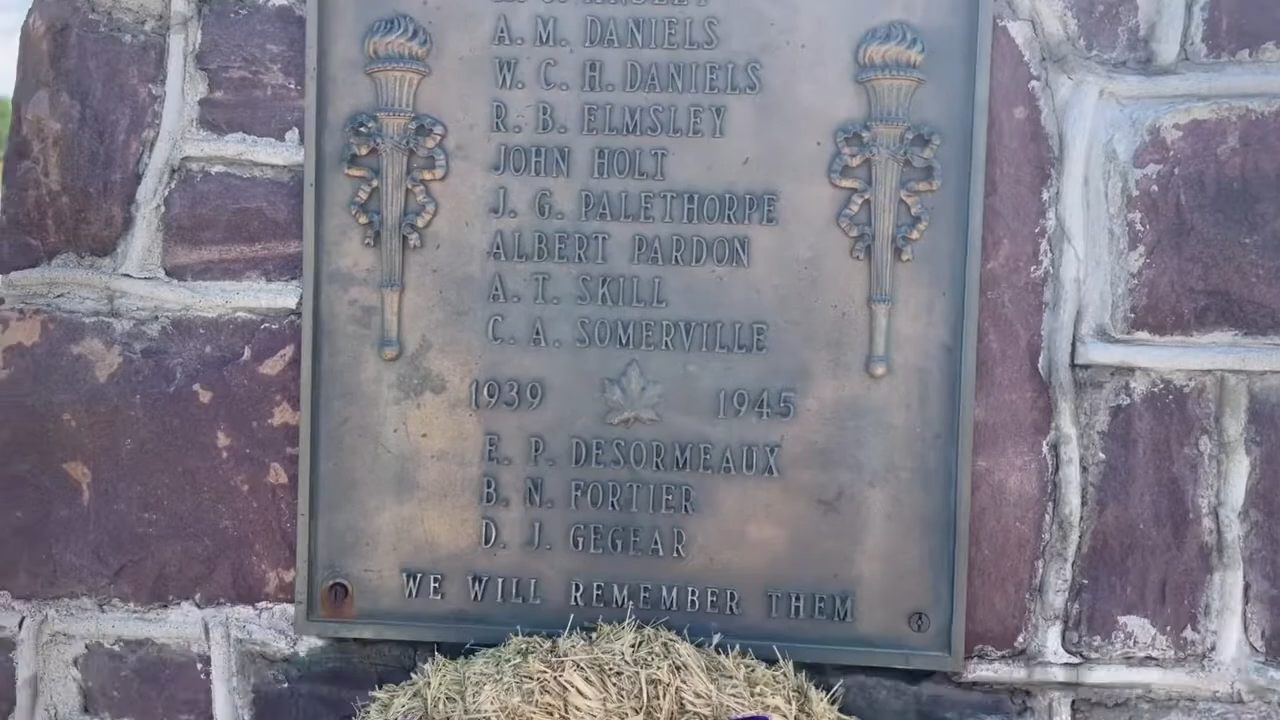 A. M. DANIELS
W. C. H. DANIELS
R. B. ELMSLEY
JOHN HOLT
J. G. PALETHORPE
ALBERT PARDON
A. T. SKILL
C. A. SOMERVILLE
1939 1945
E. P. DESORMEAUX
B. N. FORTIER
D. J. GEGEAR
WE WILL REMEMBER THEM